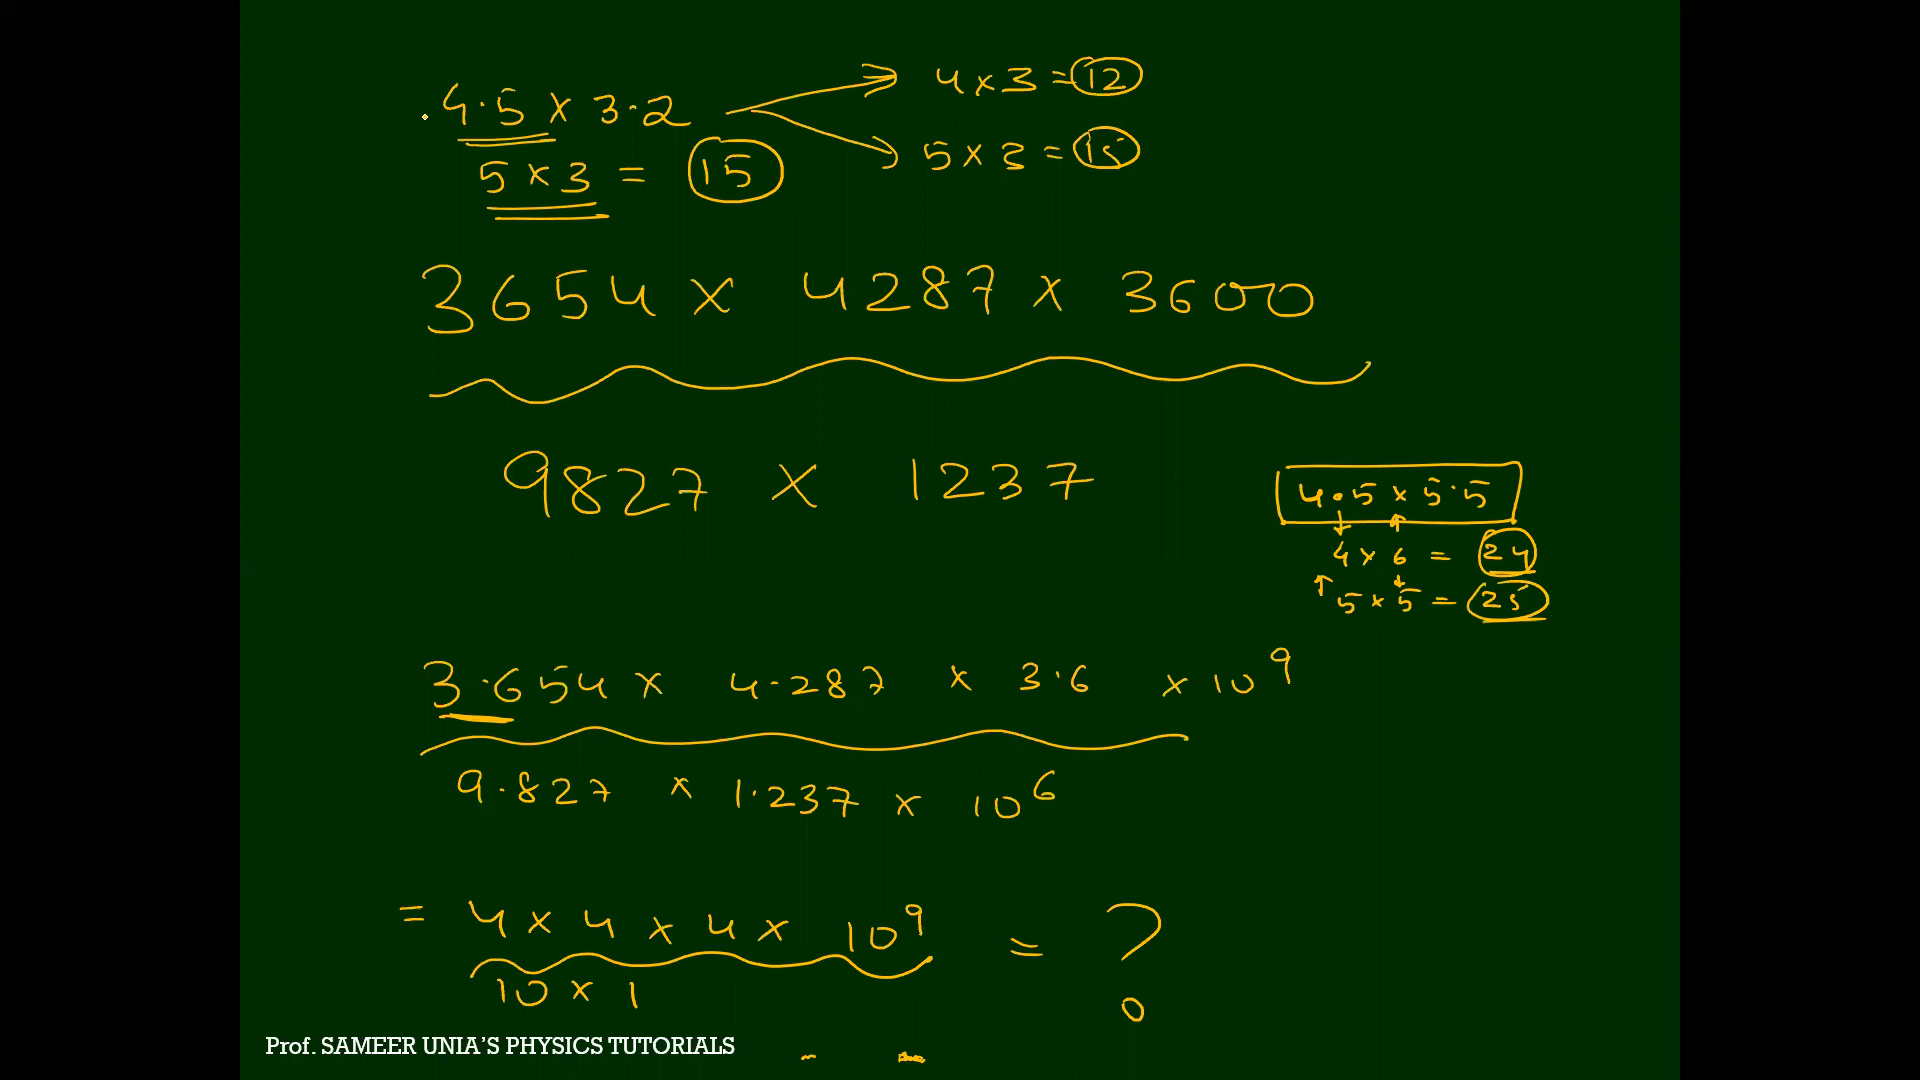 4.5 x 3.2
4 x 3 = 12
5 x 3 = 15
5 x 3 = 15
3654 x 4287 x 3600
9827 x 1237
4.5 x 5.5
4 x 6 = 24
5 x 5 = 25
3.654 x 4.287 x 3.6 x 10⁹
9.827 x 1.237 x 10⁶
= 4 x 4 x 4 x 10⁹ = ?
10 x 1
Prof. SAMEER UNIA'S PHYSICS TUTORIALS